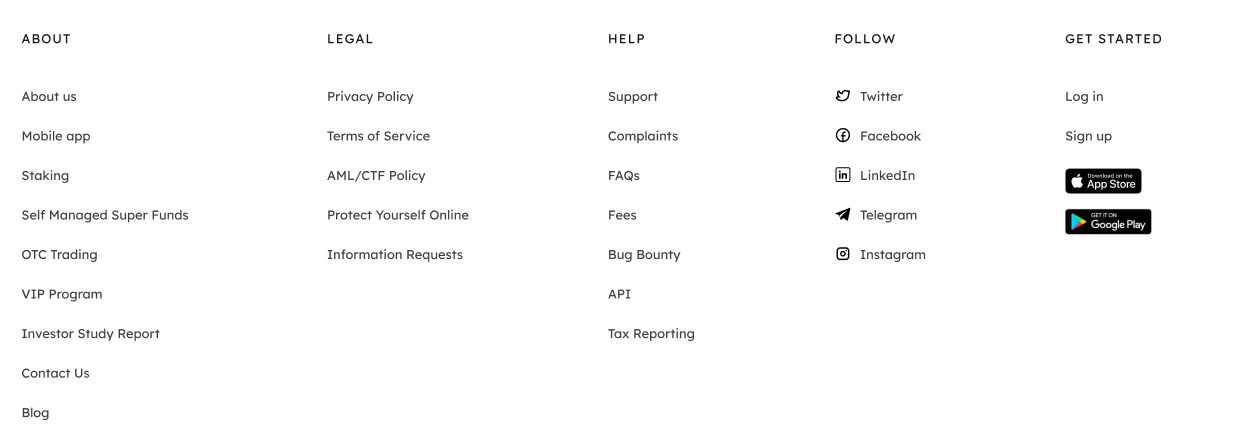 ABOUT
About us
Mobile app
Staking
Self Managed Super Funds
OTC Trading
VIP Program
Investor Study Report
Contact Us
Blog
LEGAL
Privacy Policy
Terms of Service
AML/CTF Policy
Protect Yourself Online
Information Requests
HELP
Support
Complaints
FAQs
Fees
Bug Bounty
API
Tax Reporting
FOLLOW
Twitter
Facebook
LinkedIn
Telegram
Instagram
GET STARTED
Log in
Sign up
Download on the
App Store
GET IT ON
Google Play